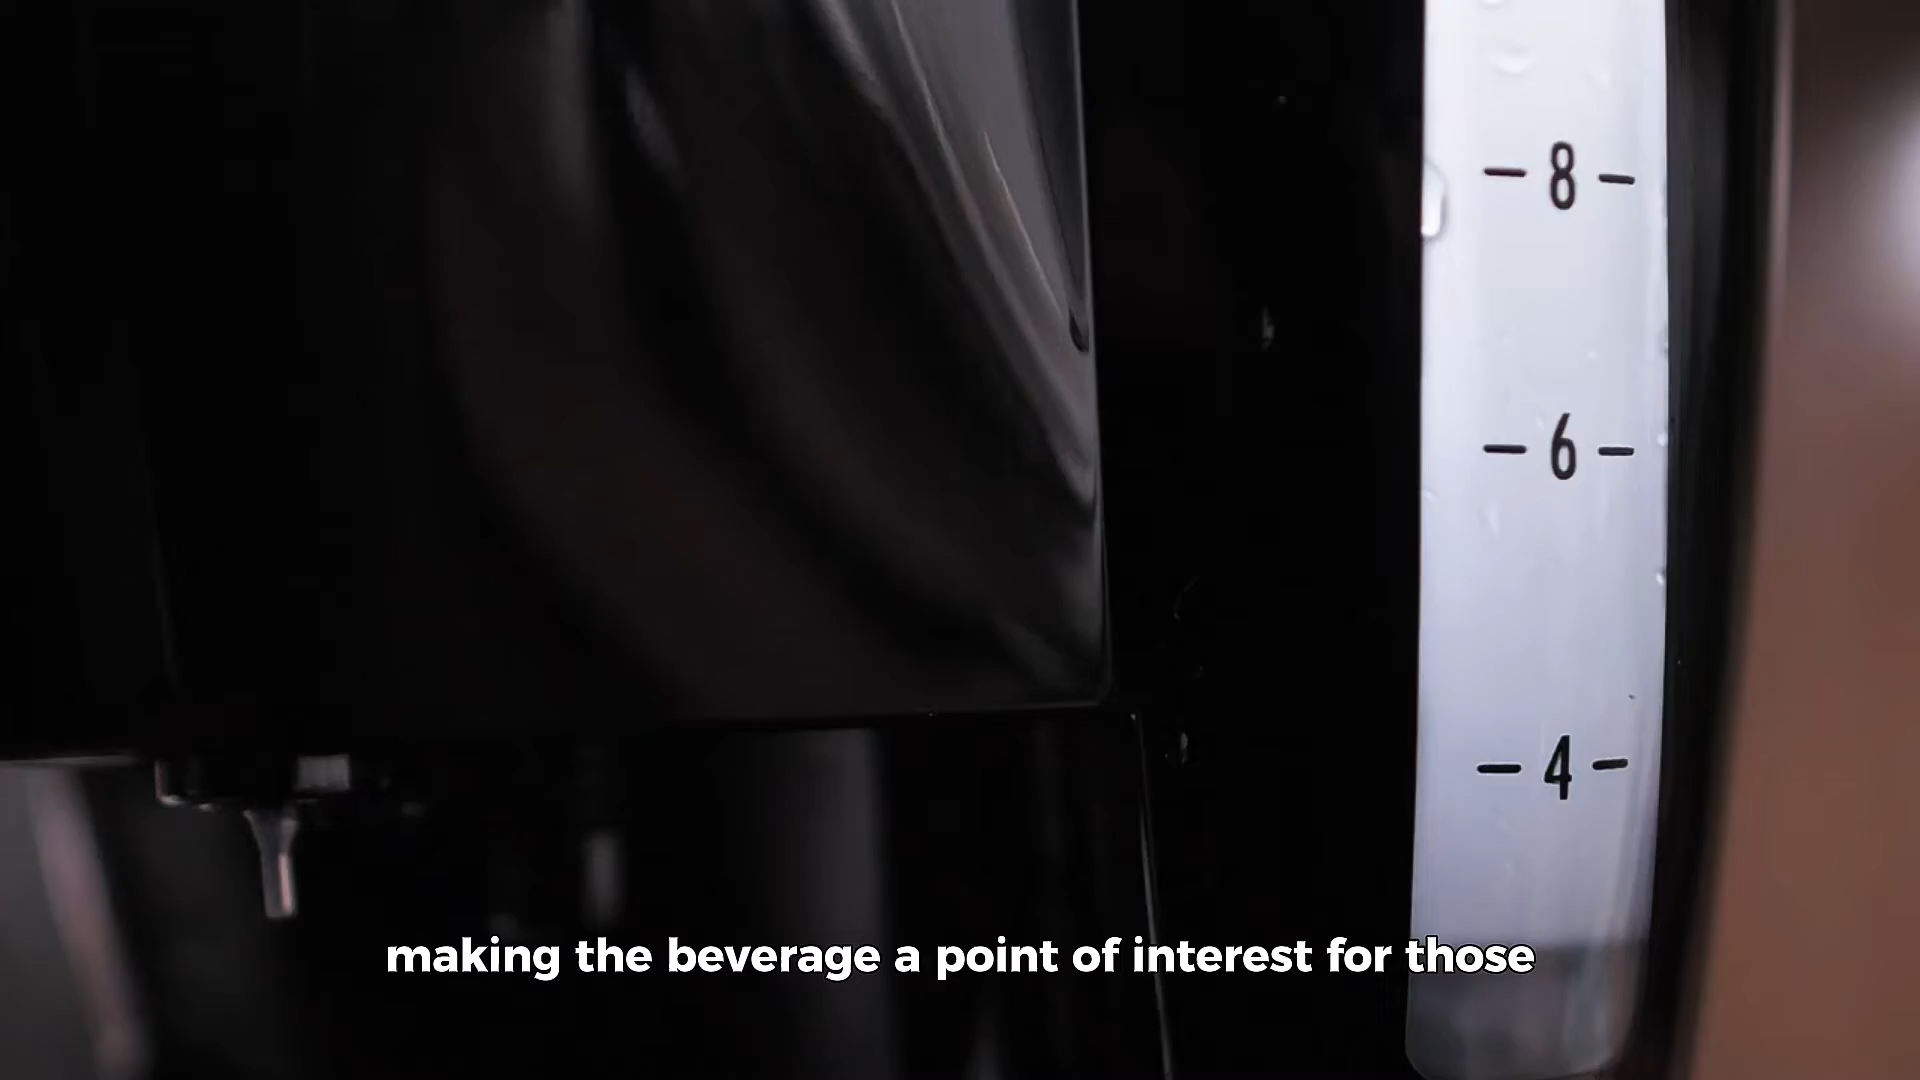 - 8 -
- 6 -
- 4 -
making the beverage a point of interest for those